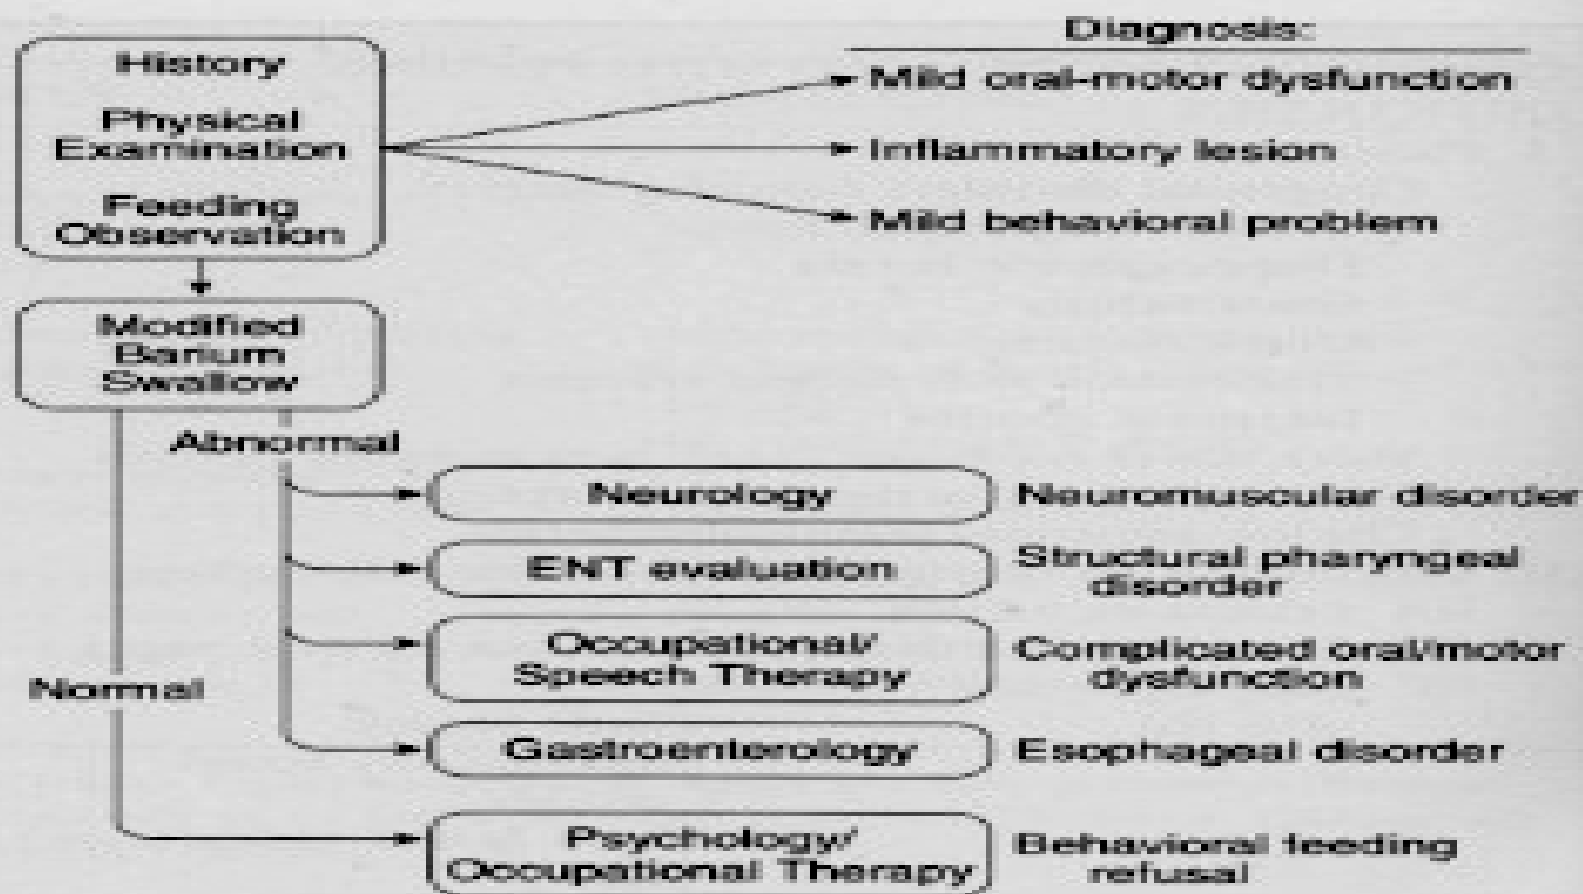 Diagnosis:
History
Physical
Examination
Feeding
Observation
Mild oral-motor dysfunction
Inflammatory lesion
Mild behavioral problem
Modified
Barium
Swallow
Abnormal
Neurology
Neuromuscular disorder
ENT evaluation
Structural pharyngeal
disorder
Occupational/
Speech Therapy
Complicated oral/motor
dysfunction
Normal
Gastroenterology
Esophageal disorder
Psychology/
Occupational Therapy
Behavioral feeding
refusal